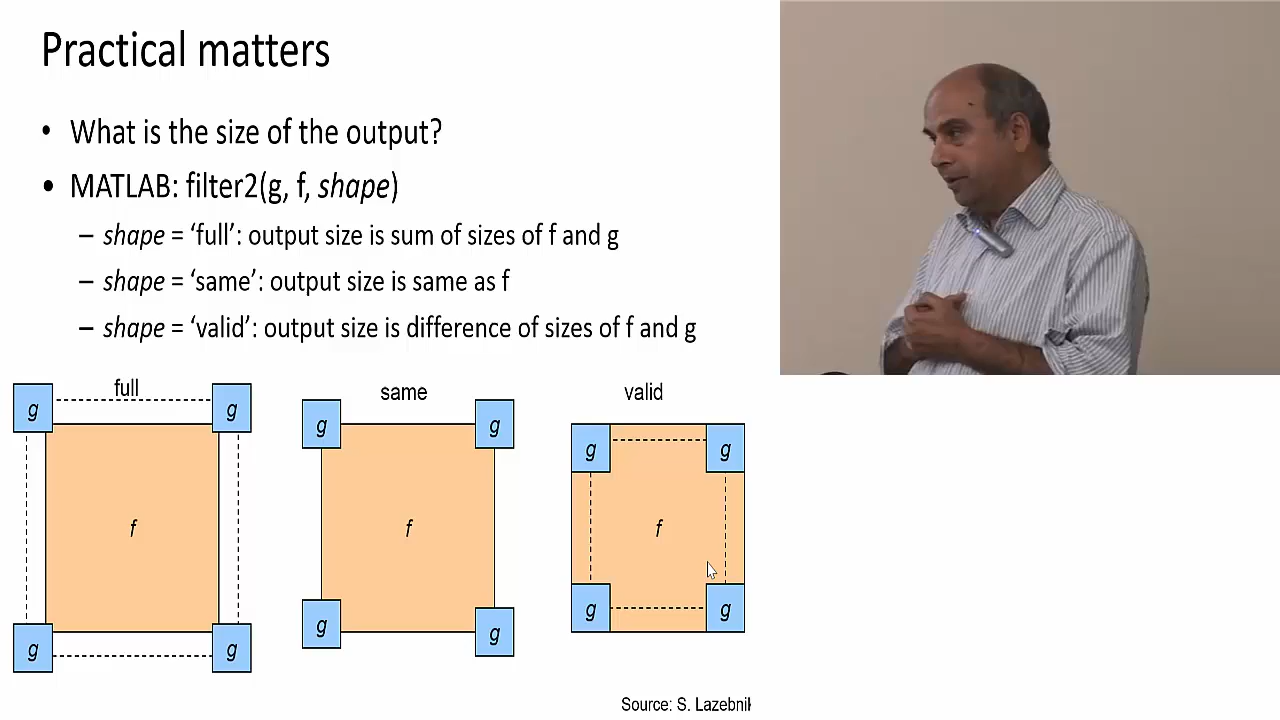 Practical matters
• What is the size of the output?
• MATLAB: filter2(g, f, shape)
– shape = ‘full’: output size is sum of sizes of f and g
– shape = ‘same’: output size is same as f
– shape = ‘valid’: output size is difference of sizes of f and g
full same valid
g g g g g g
f f f
g g g g g g
Source: S. Lazebnik